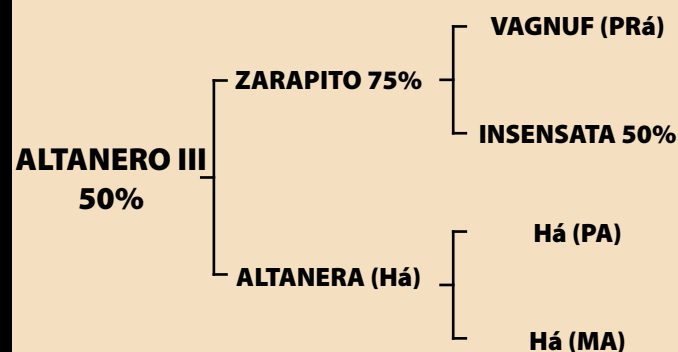 VAGNUF (PRá)
ZARAPITO 75%
INSENSATA 50%
ALTANERO III
50%
Há (PA)
ALTANERA (Há)
Há (MA)